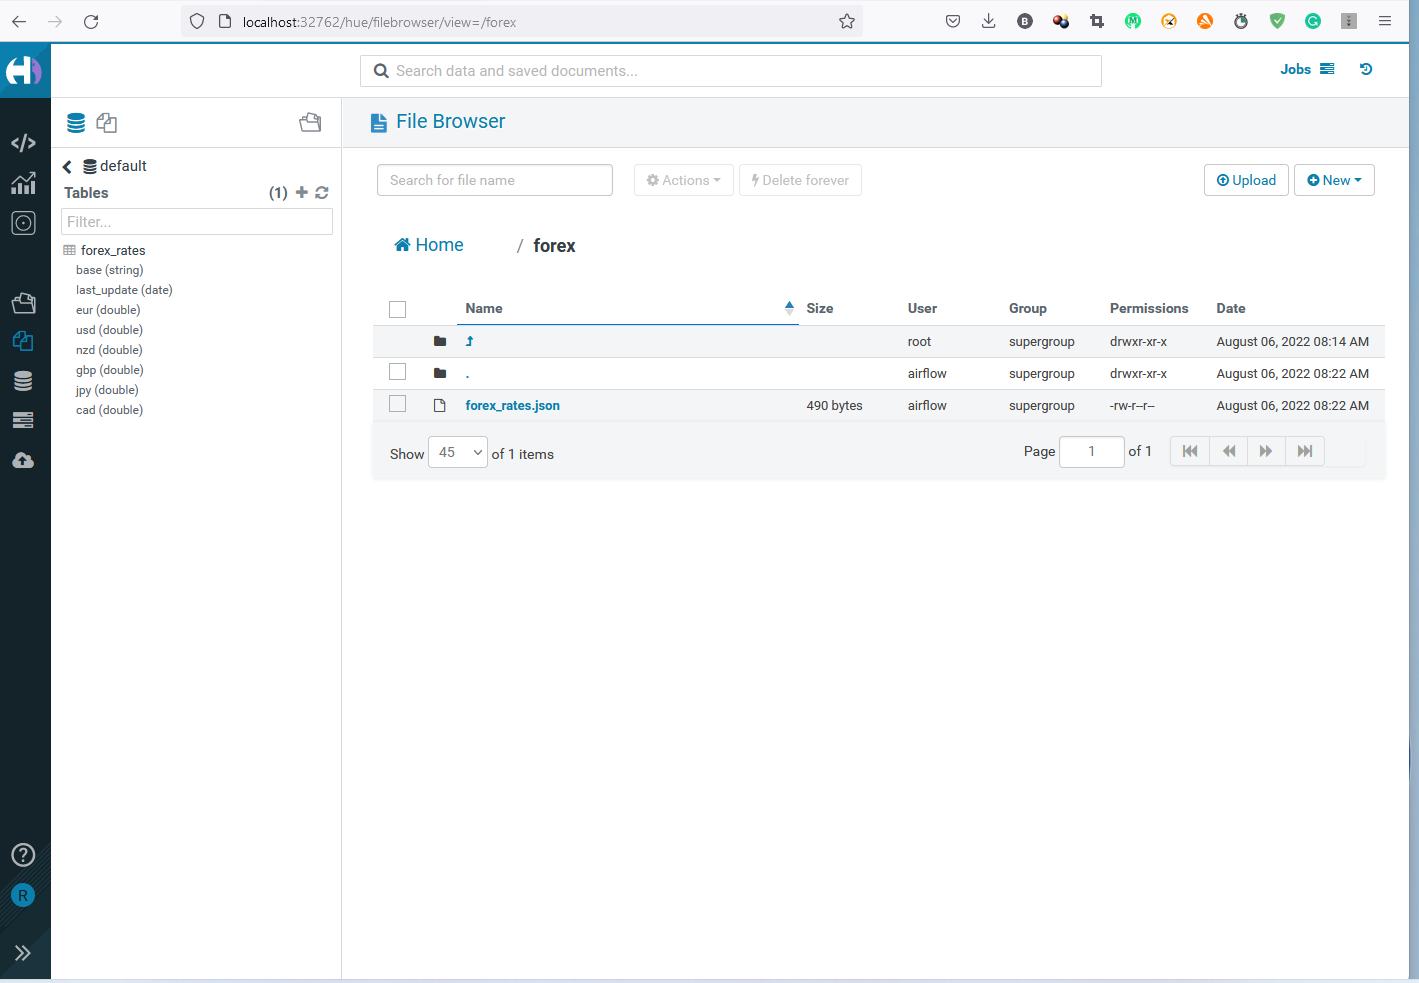 localhost:32762/hue/filebrowser/view=/forex
Search data and saved documents...
Jobs
File Browser
default
Tables (1)
Filter...
forex_rates
base (string)
last_update (date)
eur (double)
usd (double)
nzd (double)
gbp (double)
jpy (double)
cad (double)
Search for file name Actions Delete forever Upload New
Home / forex
Name Size User Group Permissions Date
root supergroup drwxr-xr-x August 06, 2022 08:14 AM
. airflow supergroup drwxr-xr-x August 06, 2022 08:22 AM
forex_rates.json 490 bytes airflow supergroup -rw-r--r-- August 06, 2022 08:22 AM
Show 45 of 1 items Page 1 of 1
R